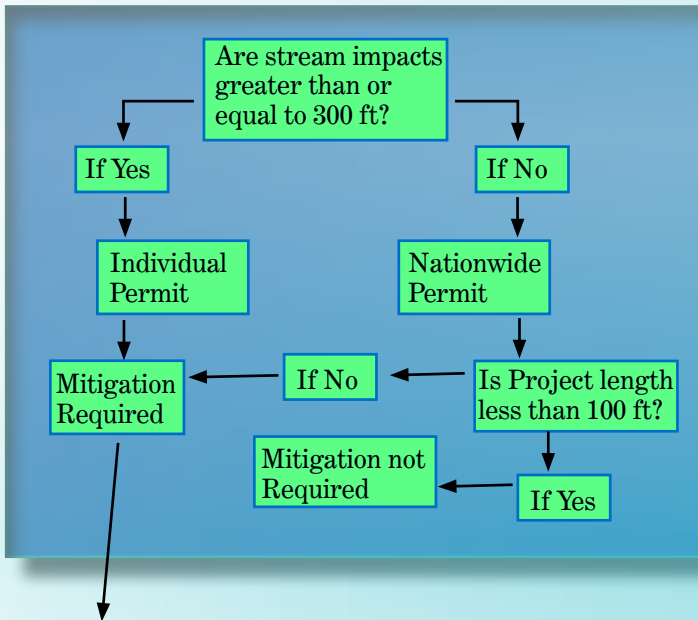 Are stream impacts
greater than or
equal to 300 ft?
If Yes
If No
Individual
Permit
Nationwide
Permit
Mitigation
Required
If No
Is Project length
less than 100 ft?
Mitigation not
Required
If Yes